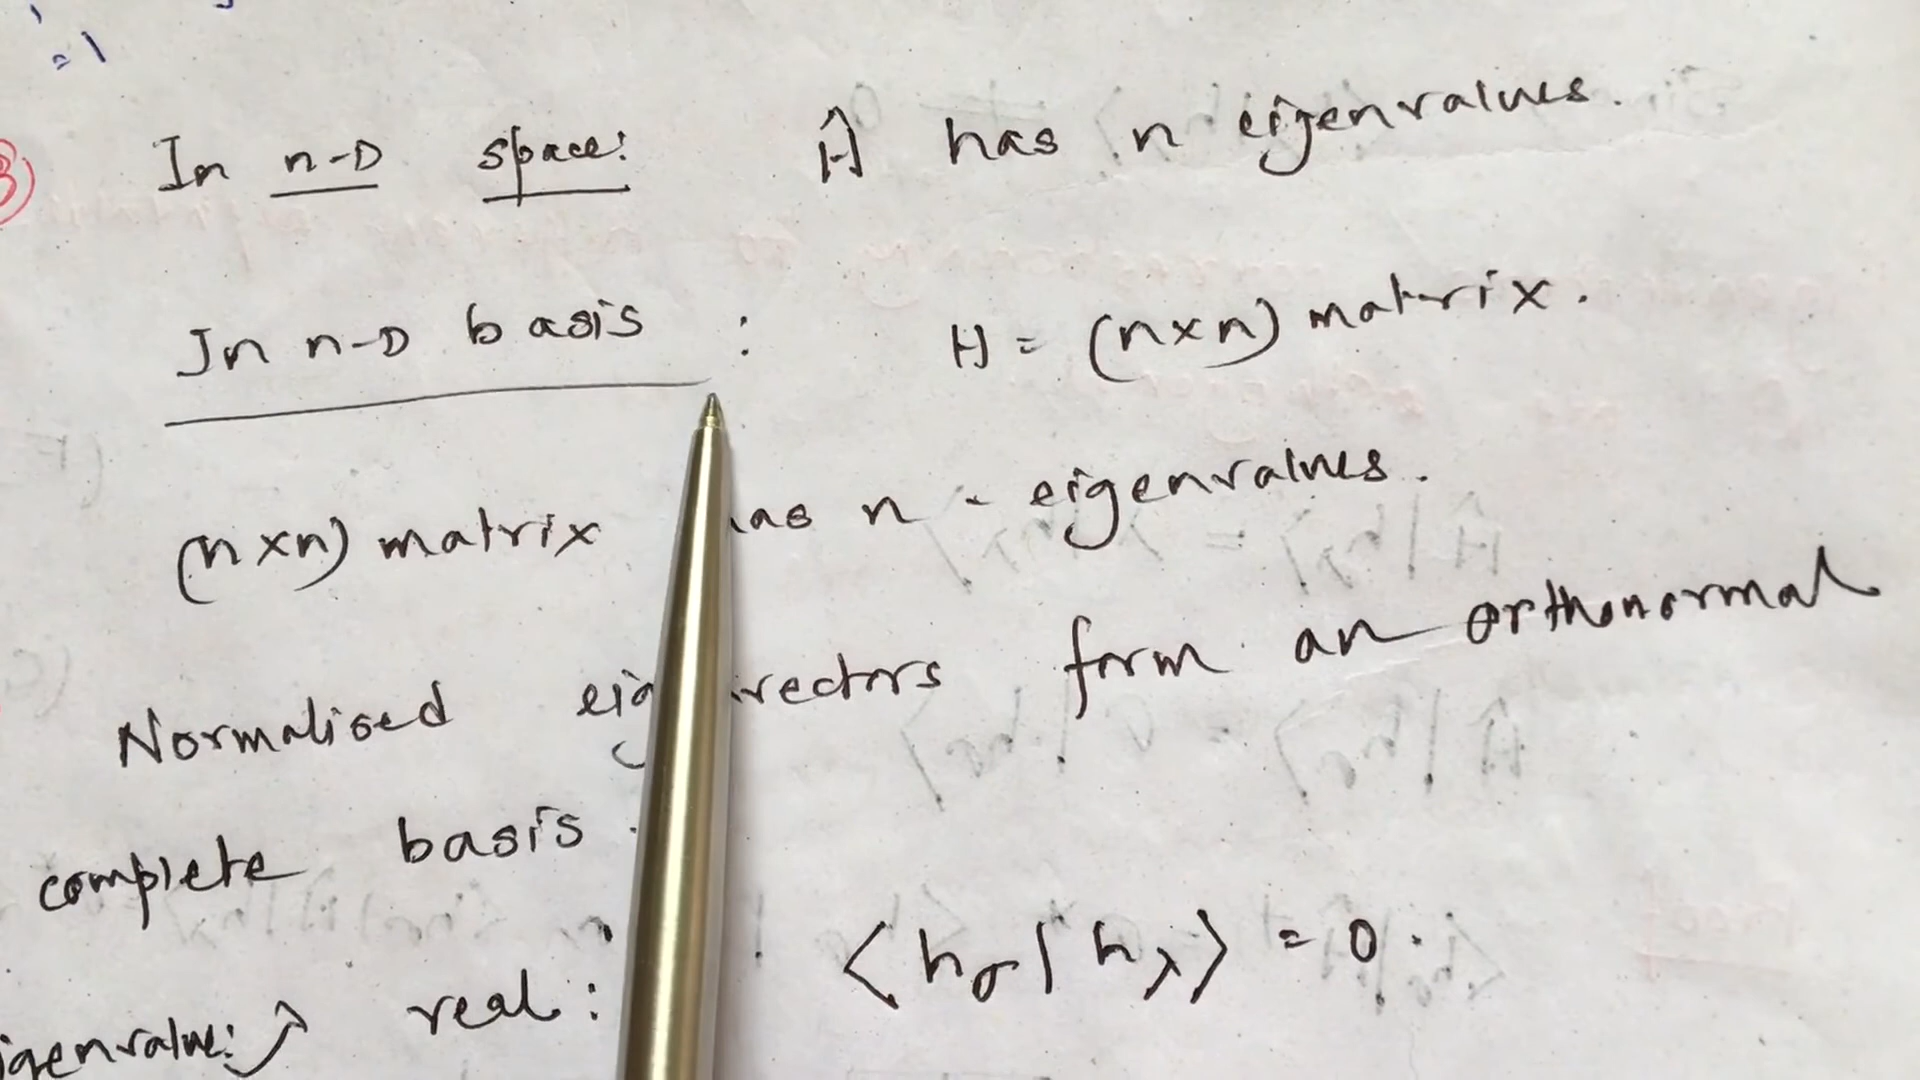 =1
In n-D space: Ĥ has n eigenvalues.
In n-D basis : H = (n×n) matrix.
(n×n) matrix has n - eigenvalues.
Normalised eigenvectors form an orthonormal
complete basis.
⟨hσ|hλ⟩ = 0.
eigenvalue: λ real: